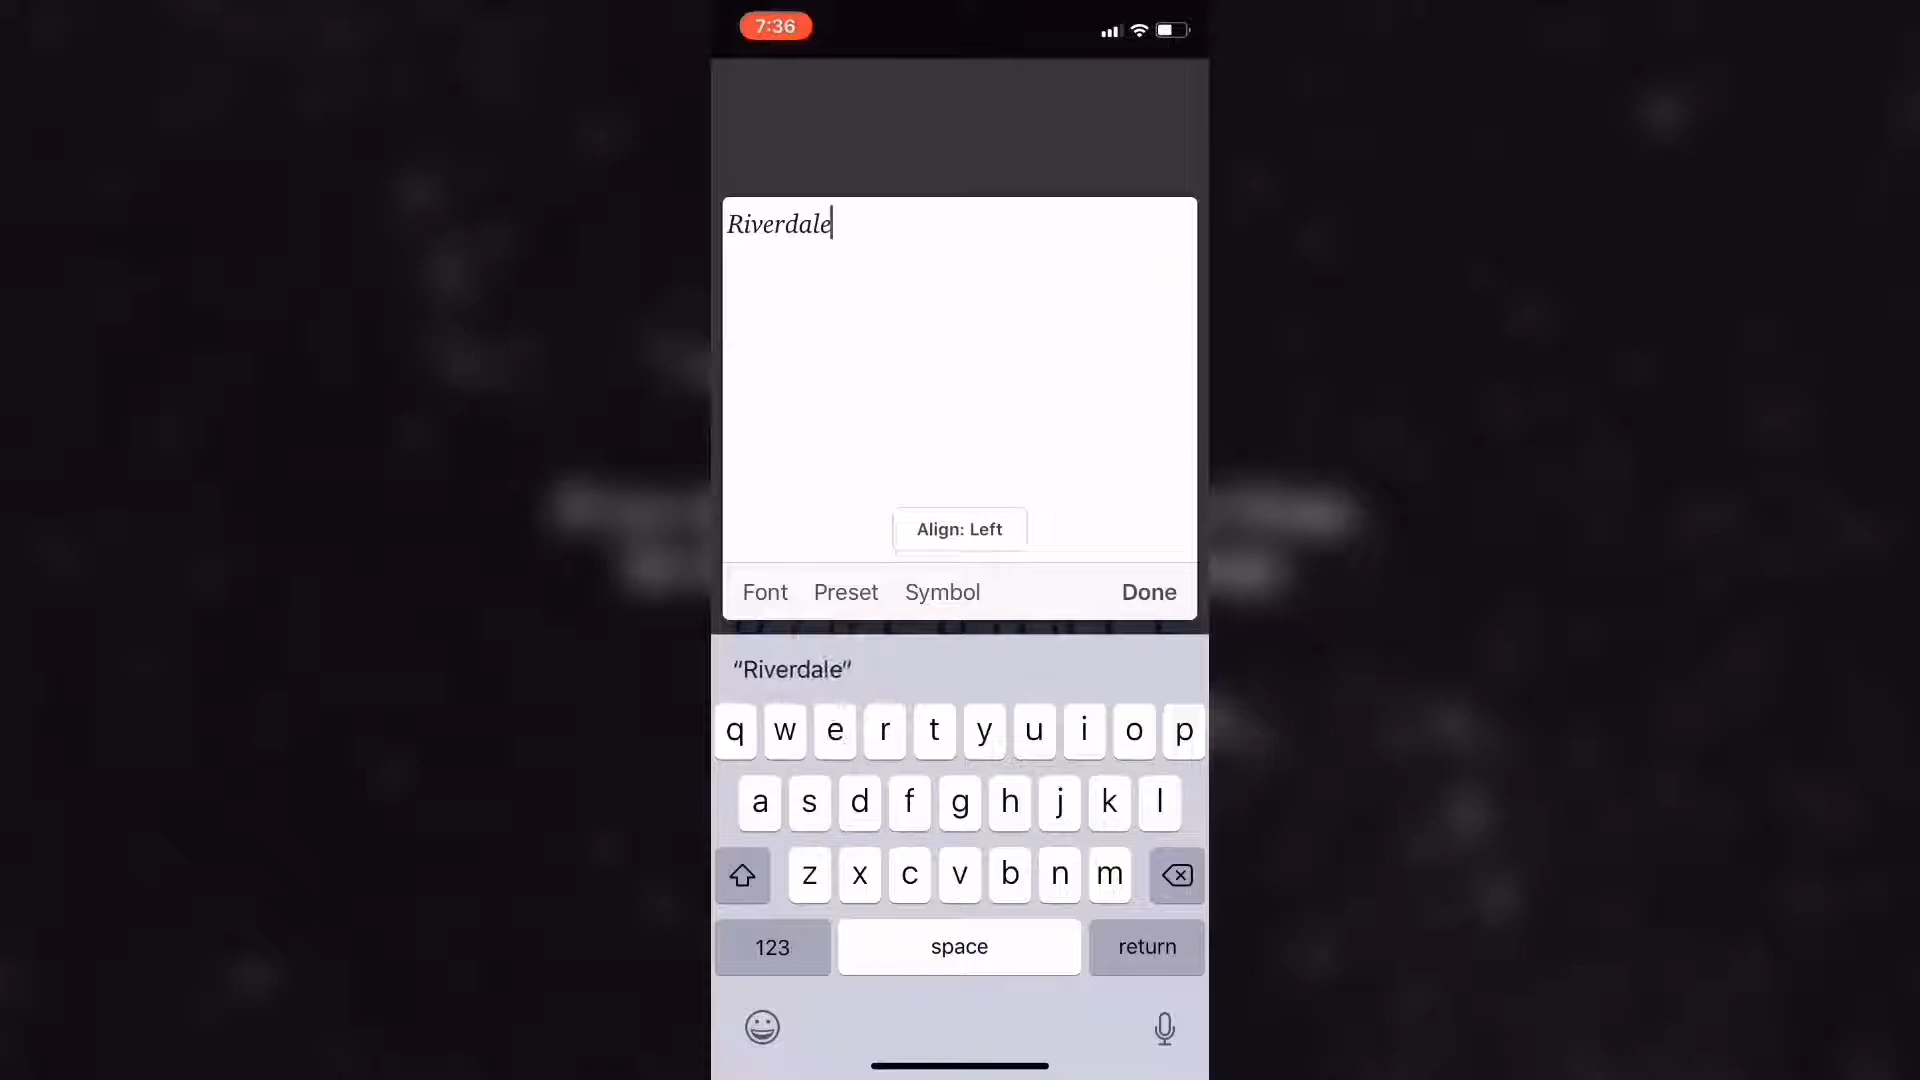 7:36
Riverdale
Align: Left
Font Preset Symbol Done
“Riverdale”
q w e r t y u i o p
a s d f g h j k l
z x c v b n m
123 space return